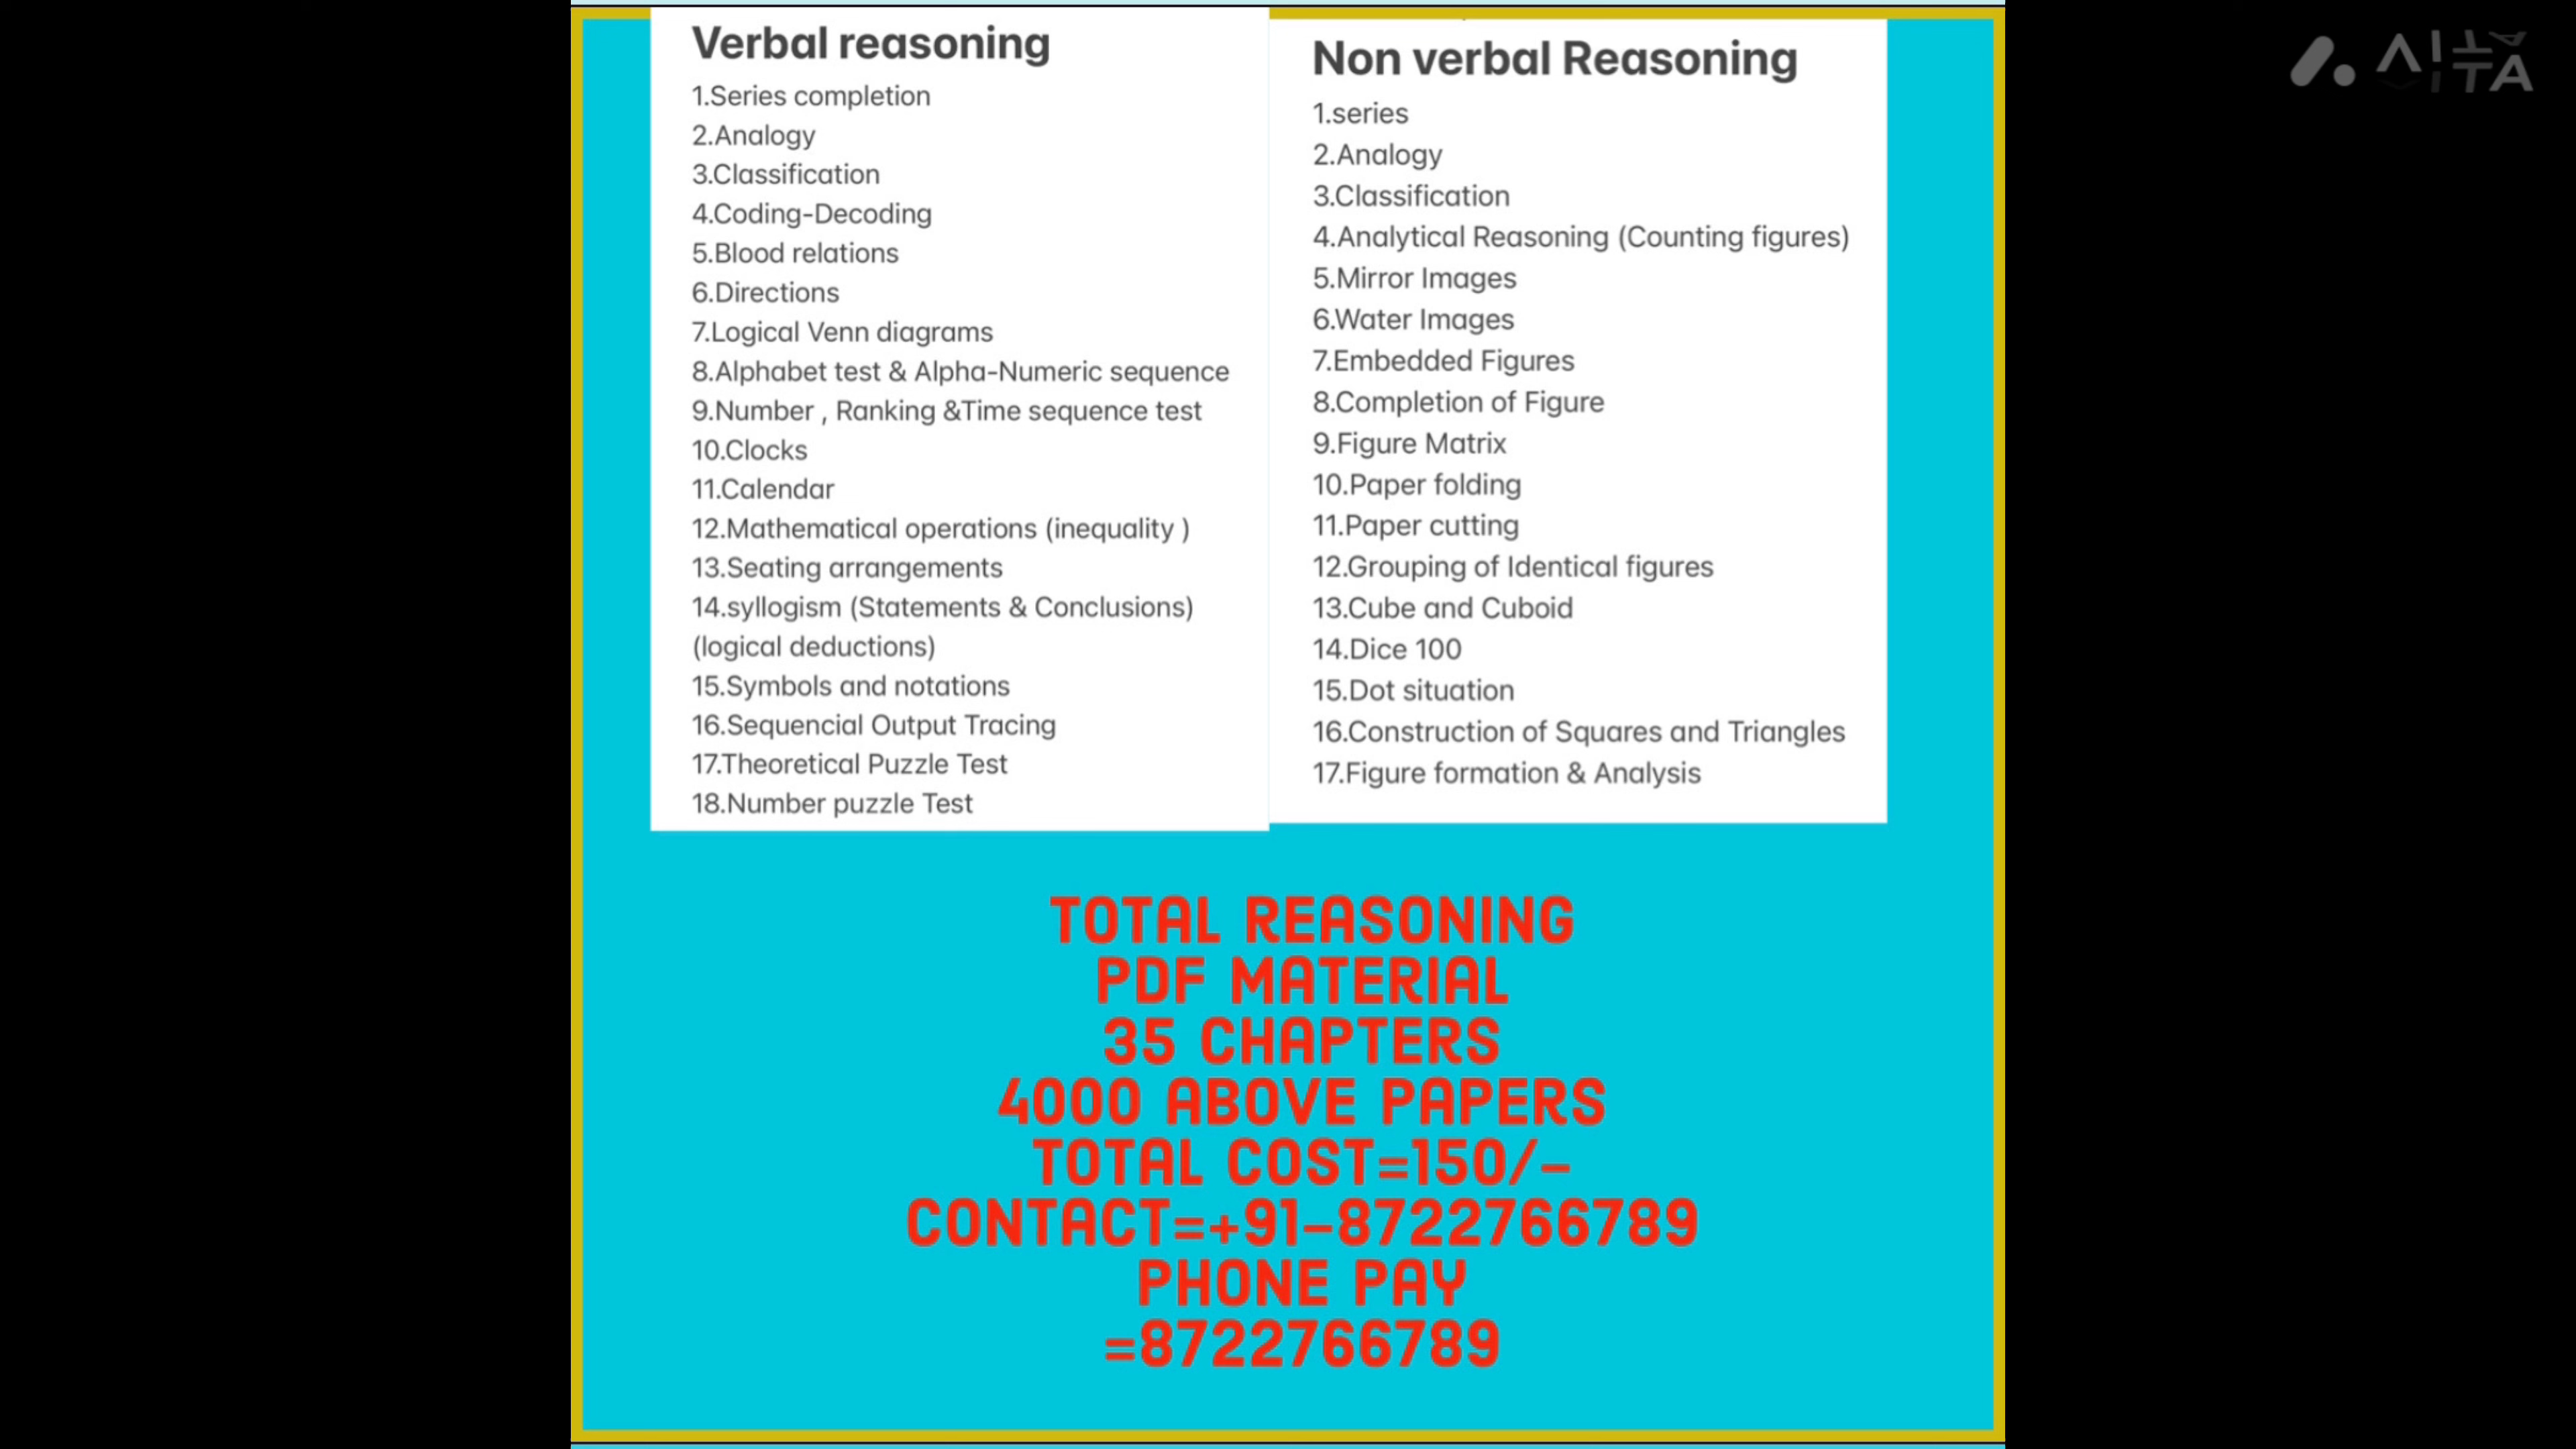 Verbal reasoning
1.Series completion
2.Analogy
3.Classification
4.Coding-Decoding
5.Blood relations
6.Directions
7.Logical Venn diagrams
8.Alphabet test & Alpha-Numeric sequence
9.Number , Ranking &Time sequence test
10.Clocks
11.Calendar
12.Mathematical operations (inequality )
13.Seating arrangements
14.syllogism (Statements & Conclusions)
(logical deductions)
15.Symbols and notations
16.Sequencial Output Tracing
17.Theoretical Puzzle Test
18.Number puzzle Test
Non verbal Reasoning
1.series
2.Analogy
3.Classification
4.Analytical Reasoning (Counting figures)
5.Mirror Images
6.Water Images
7.Embedded Figures
8.Completion of Figure
9.Figure Matrix
10.Paper folding
11.Paper cutting
12.Grouping of Identical figures
13.Cube and Cuboid
14.Dice 100
15.Dot situation
16.Construction of Squares and Triangles
17.Figure formation & Analysis
TOTAL REASONING
PDF MATERIAL
35 CHAPTERS
4000 ABOVE PAPERS
TOTAL COST=150/-
CONTACT=+91-8722766789
PHONE PAY
=8722766789